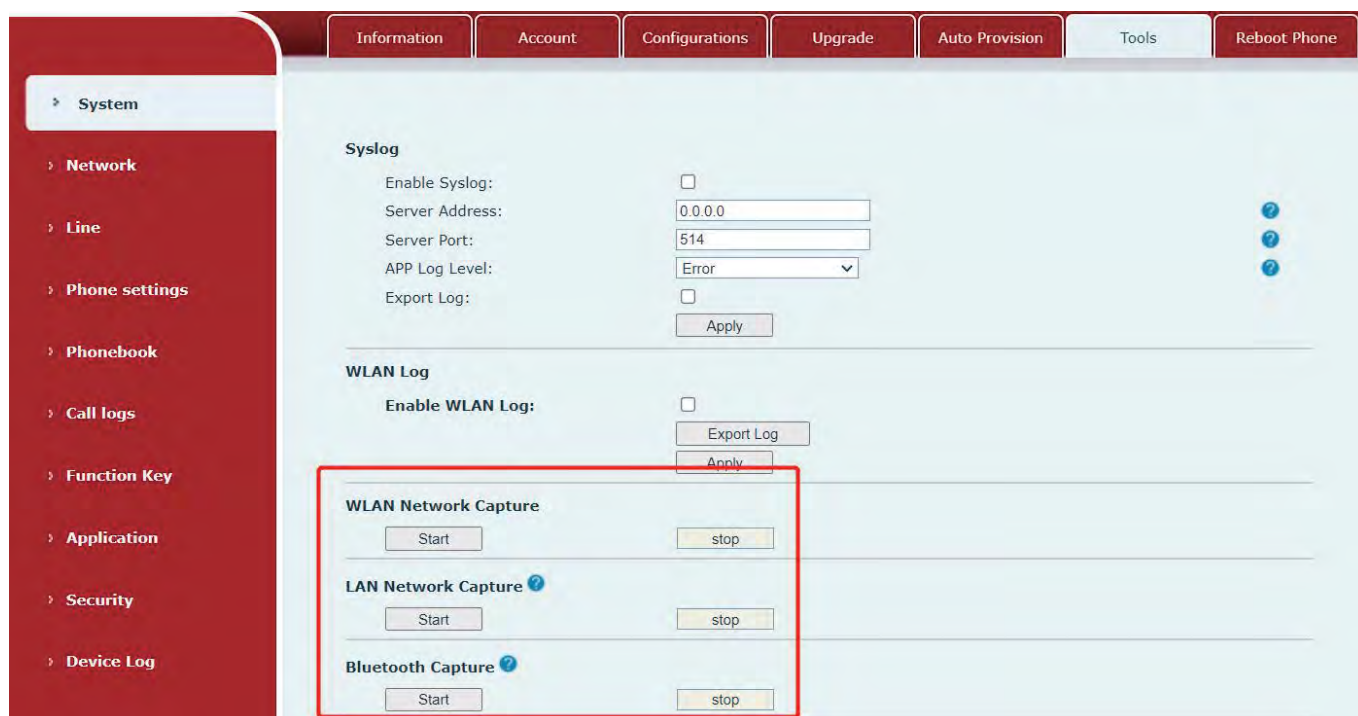 Information Account Configurations Upgrade Auto Provision Tools Reboot Phone
System
Network
Line
Phone settings
Phonebook
Call logs
Function Key
Application
Security
Device Log
Syslog
Enable Syslog:
Server Address: 0.0.0.0
Server Port: 514
APP Log Level: Error
Export Log:
Apply
WLAN Log
Enable WLAN Log:
Export Log
Apply
WLAN Network Capture
Start stop
LAN Network Capture ?
Start stop
Bluetooth Capture ?
Start stop